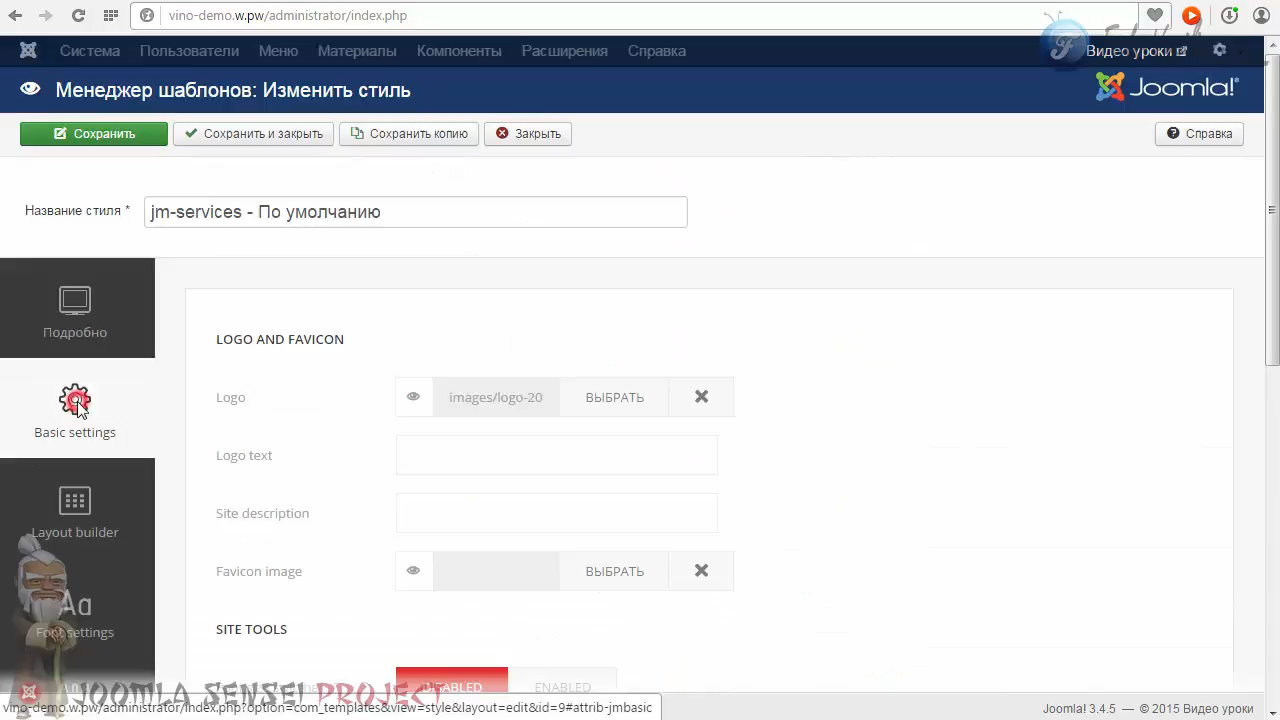 vino-demo.w.pw/administrator/index.php
Система Пользователи Меню Материалы Компоненты Расширения Справка Видео уроки
Менеджер шаблонов: Изменить стиль Joomla!
Сохранить Сохранить и закрыть Сохранить копию Закрыть Справка
Название стиля * jm-services - По умолчанию
Подробно
Basic settings
Layout builder
Aa
Font settings
LOGO AND FAVICON
Logo images/logo-20 ВЫБРАТЬ
Logo text
Site description
Favicon image ВЫБРАТЬ
SITE TOOLS
DISABLED ENABLED
JOOMLA SENSEI PROJECT
vino-demo.w.pw/administrator/index.php?option=com_templates&view=style&layout=edit&id=9#attrib-jmbasic
Joomla! 3.4.5 — © 2015 Видео уроки